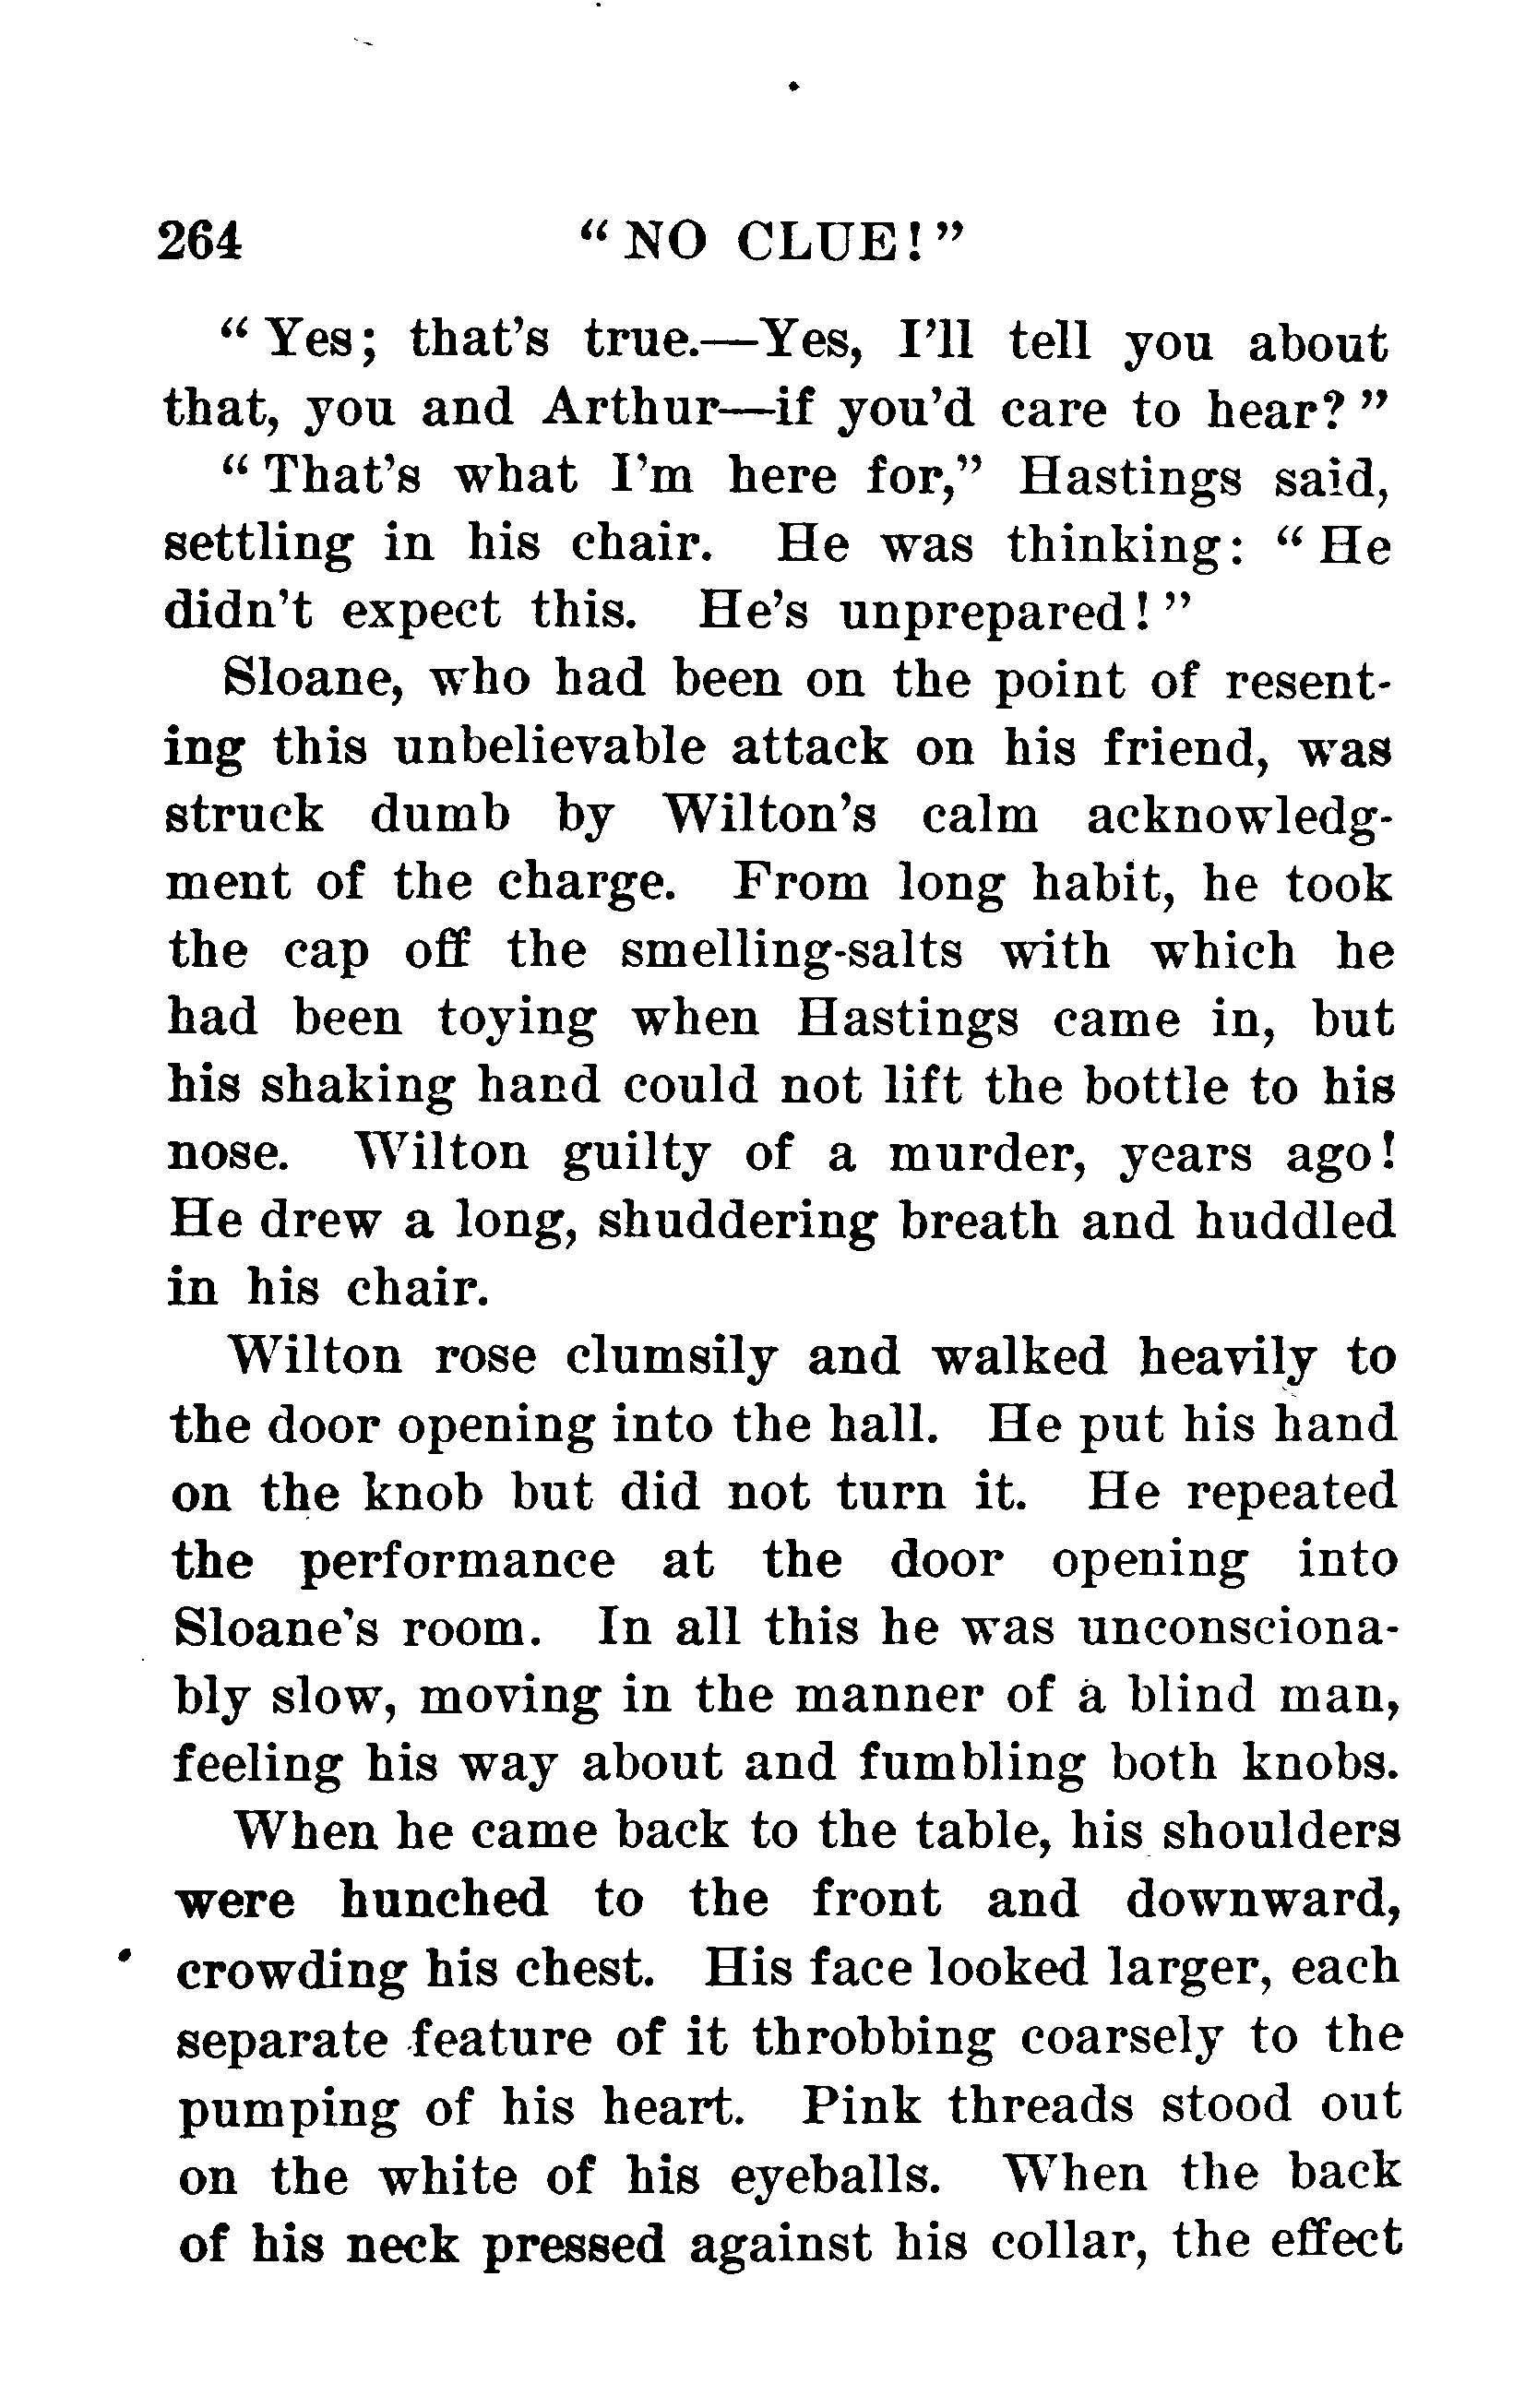 264 “ NO CLUE! ”
“ Yes; that’s true.—Yes, I’ll tell you about
that, you and Arthur—if you’d care to hear? ”
“ That’s what I’m here for,” Hastings said,
settling in his chair. He was thinking: “ He
didn’t expect this. He’s unprepared! ”
Sloane, who had been on the point of resent-
ing this unbelievable attack on his friend, was
struck dumb by Wilton’s calm acknowledg-
ment of the charge. From long habit, he took
the cap off the smelling-salts with which he
had been toying when Hastings came in, but
his shaking hand could not lift the bottle to his
nose. Wilton guilty of a murder, years ago!
He drew a long, shuddering breath and huddled
in his chair.
Wilton rose clumsily and walked heavily to
the door opening into the hall. He put his hand
on the knob but did not turn it. He repeated
the performance at the door opening into
Sloane’s room. In all this he was unconsciona-
bly slow, moving in the manner of a blind man,
feeling his way about and fumbling both knobs.
When he came back to the table, his shoulders
were hunched to the front and downward,
crowding his chest. His face looked larger, each
separate feature of it throbbing coarsely to the
pumping of his heart. Pink threads stood out
on the white of his eyeballs. When the back
of his neck pressed against his collar, the effect